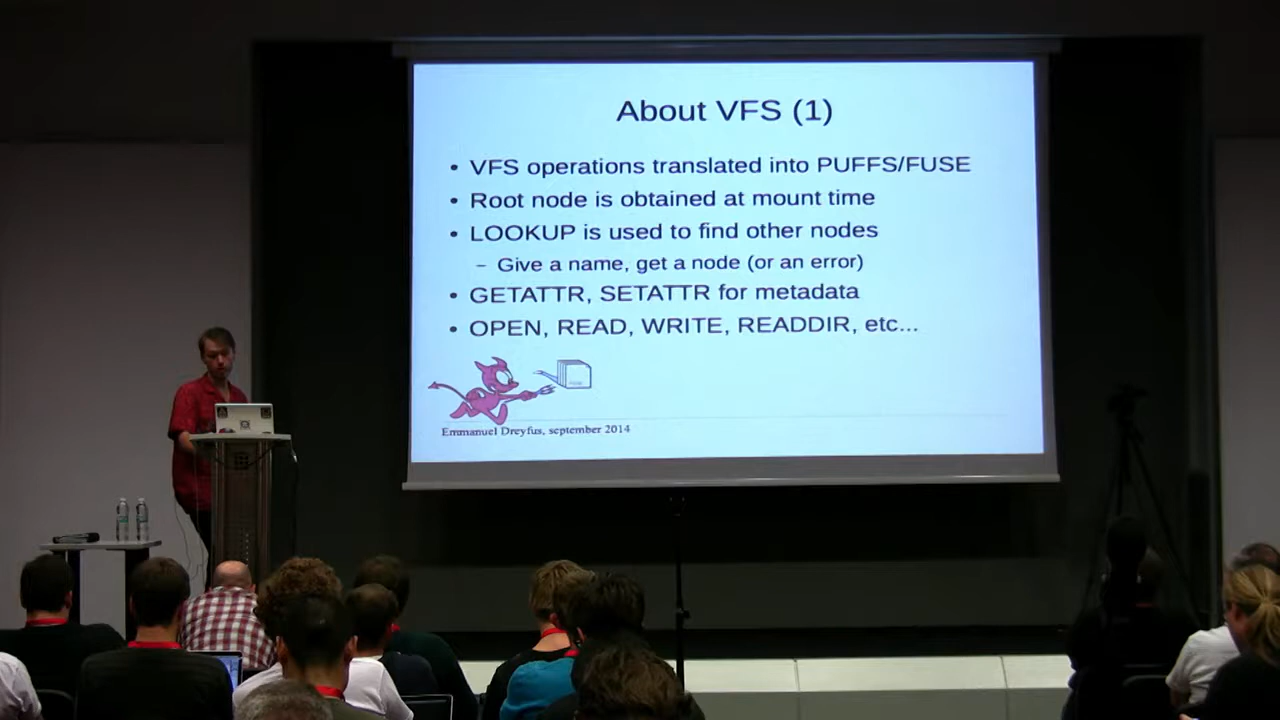 About VFS (1)
• VFS operations translated into PUFFS/FUSE
• Root node is obtained at mount time
• LOOKUP is used to find other nodes
– Give a name, get a node (or an error)
• GETATTR, SETATTR for metadata
• OPEN, READ, WRITE, READDIR, etc...
Emmanuel Dreyfus, september 2014